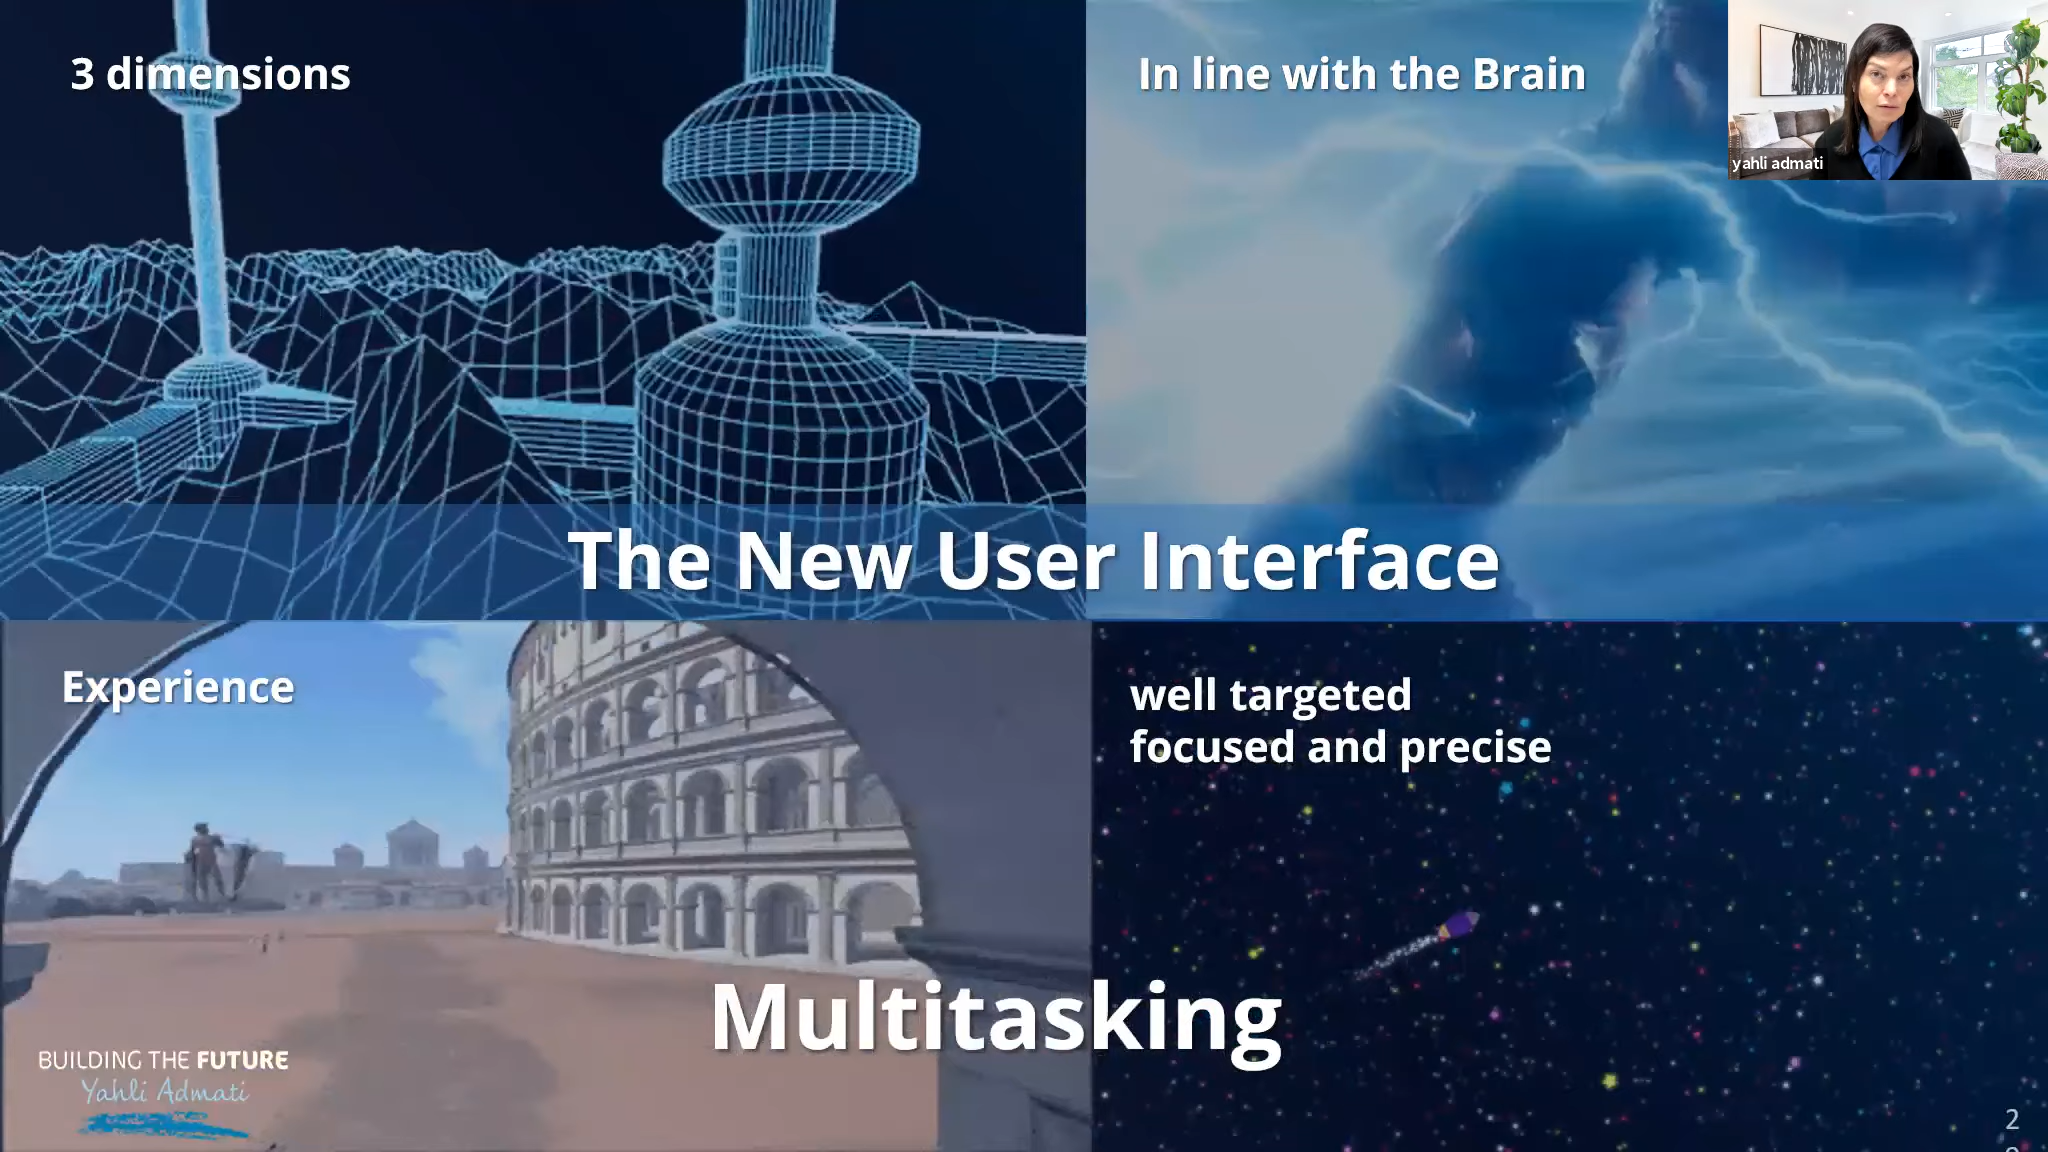 3 dimensions
In line with the Brain
yahli admati
The New User Interface
Experience
well targeted
focused and precise
Multitasking
BUILDING THE FUTURE
Yahli Admati
2